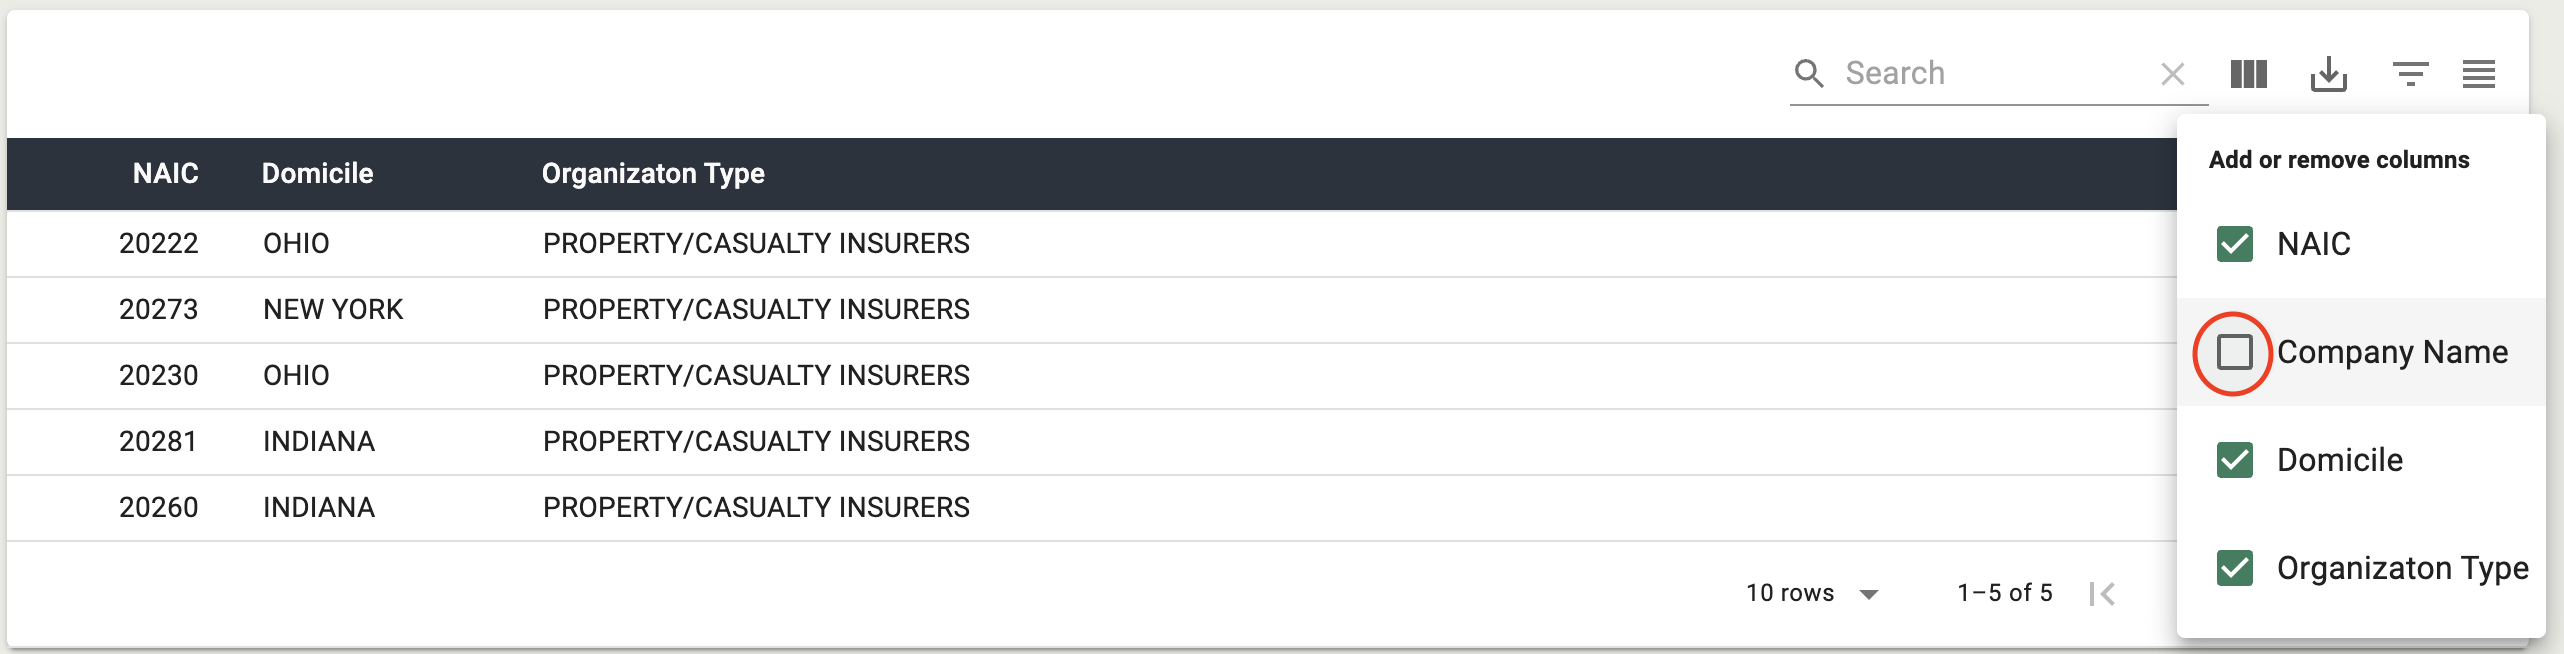 Search
NAIC Domicile Organizaton Type
20222 OHIO PROPERTY/CASUALTY INSURERS
20273 NEW YORK PROPERTY/CASUALTY INSURERS
20230 OHIO PROPERTY/CASUALTY INSURERS
20281 INDIANA PROPERTY/CASUALTY INSURERS
20260 INDIANA PROPERTY/CASUALTY INSURERS
10 rows 1–5 of 5
Add or remove columns
NAIC
Company Name
Domicile
Organizaton Type